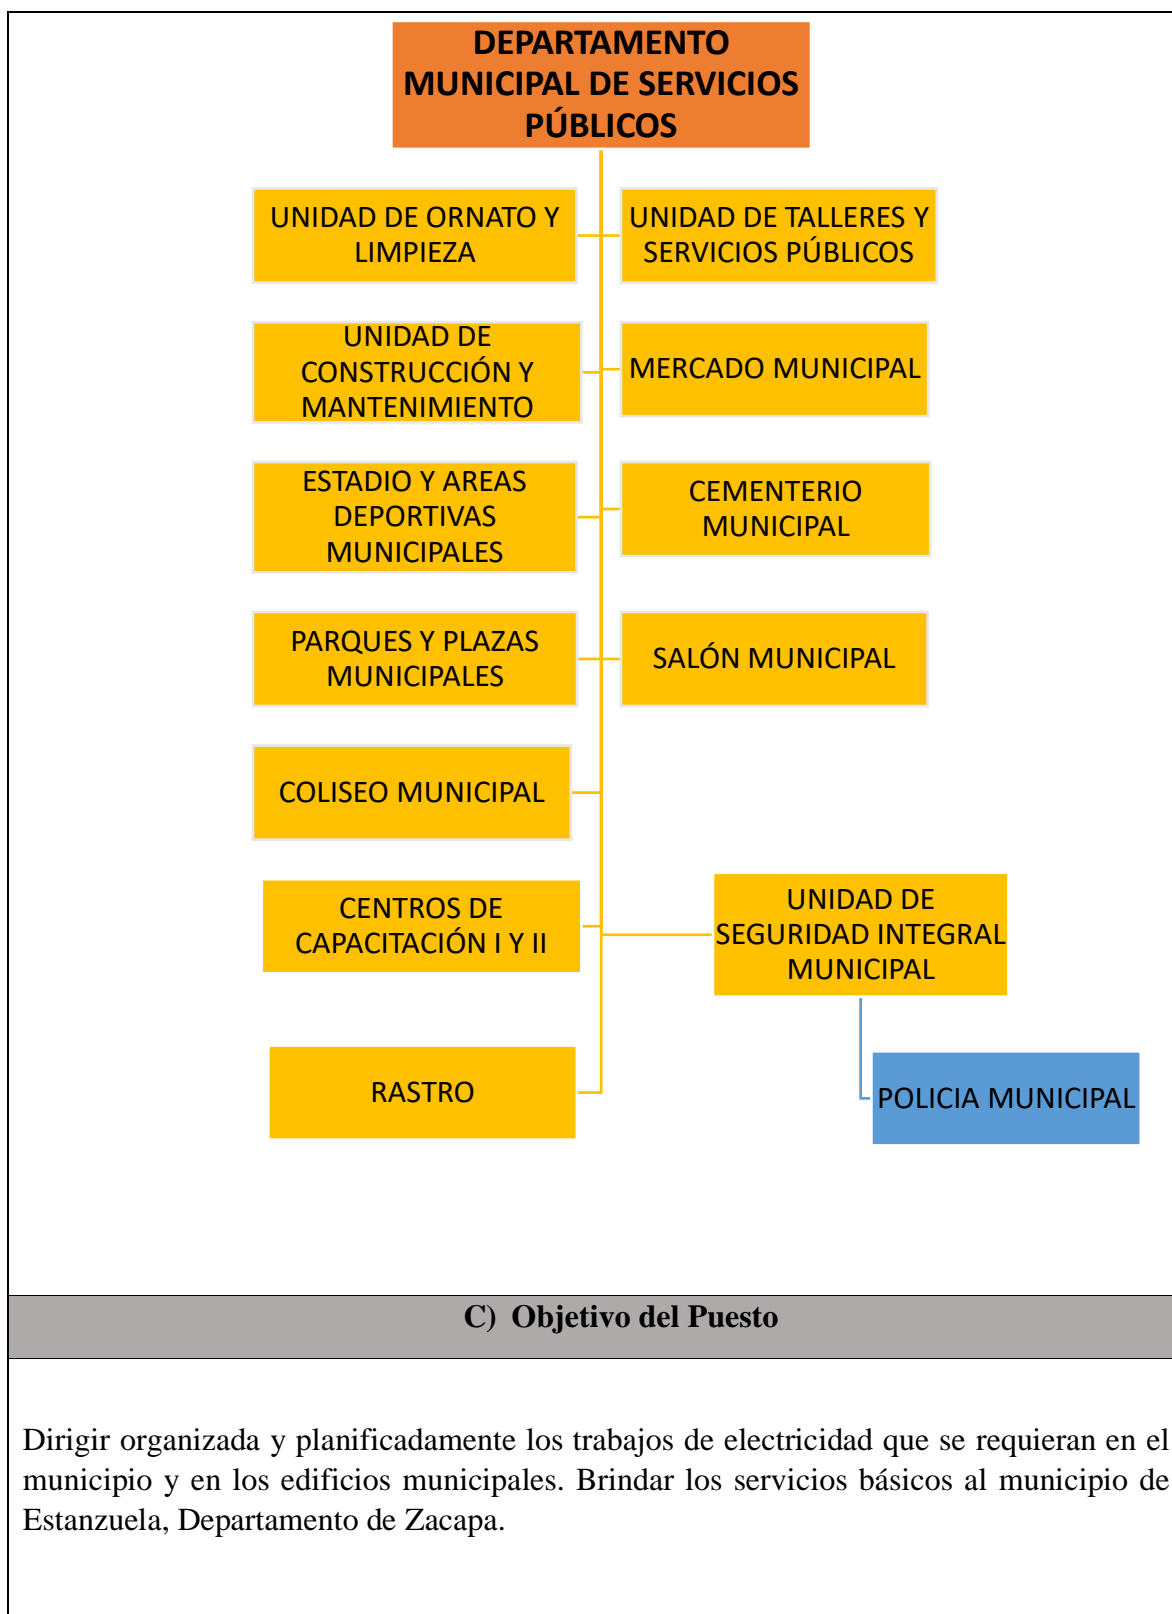 DEPARTAMENTO
MUNICIPAL DE SERVICIOS
PÚBLICOS
UNIDAD DE ORNATO Y
LIMPIEZA
UNIDAD DE TALLERES Y
SERVICIOS PÚBLICOS
UNIDAD DE
CONSTRUCCIÓN Y
MANTENIMIENTO
MERCADO MUNICIPAL
ESTADIO Y AREAS
DEPORTIVAS
MUNICIPALES
CEMENTERIO
MUNICIPAL
PARQUES Y PLAZAS
MUNICIPALES
SALÓN MUNICIPAL
COLISEO MUNICIPAL
CENTROS DE
CAPACITACIÓN I Y II
UNIDAD DE
SEGURIDAD INTEGRAL
MUNICIPAL
RASTRO
POLICIA MUNICIPAL
C) Objetivo del Puesto
Dirigir organizada y planificadamente los trabajos de electricidad que se requieran en el
municipio y en los edificios municipales. Brindar los servicios básicos al municipio de
Estanzuela, Departamento de Zacapa.